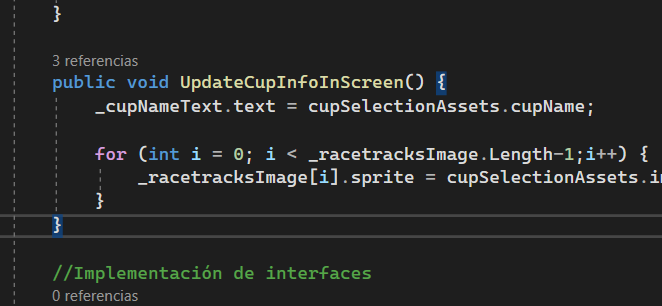 }
3 referencias
public void UpdateCupInfoInScreen() {
_cupNameText.text = cupSelectionAssets.cupName;
for (int i = 0; i < _racetracksImage.Length-1;i++) {
_racetracksImage[i].sprite = cupSelectionAssets.
}
}
//Implementación de interfaces
0 referencias